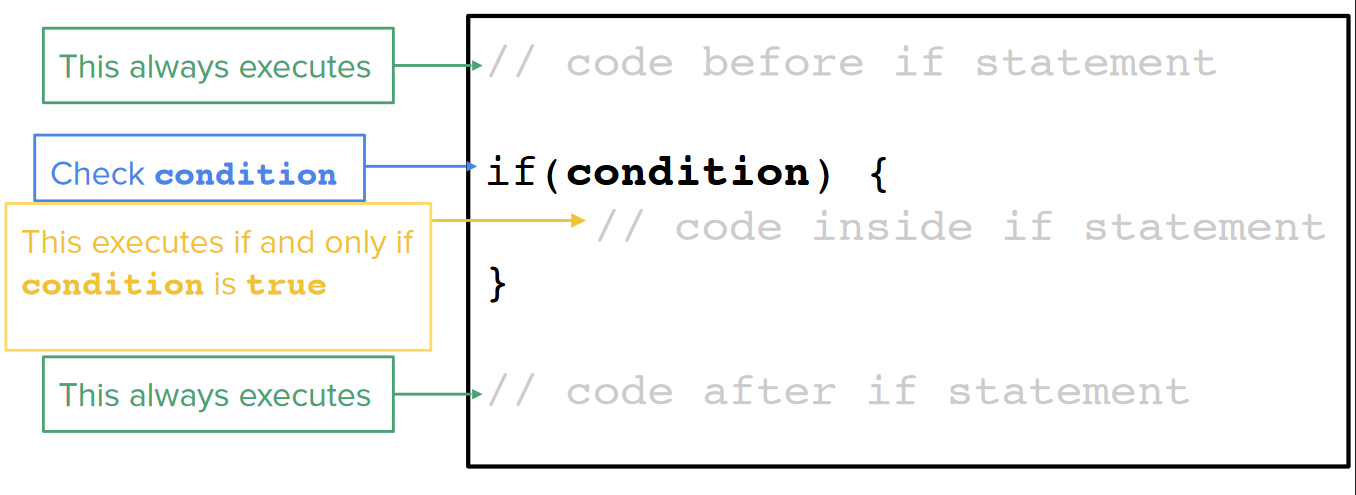 This always executes
// code before if statement
Check condition
if(condition) {
This executes if and only if
condition is true
// code inside if statement
}
This always executes
// code after if statement